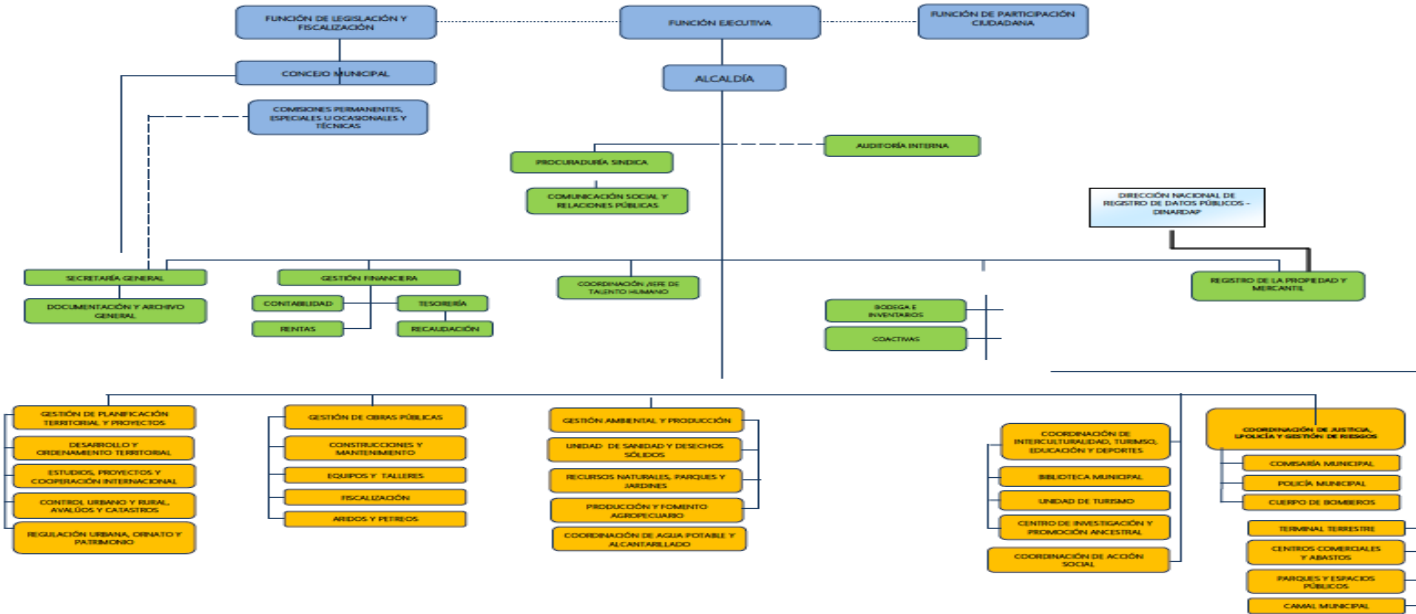 FUNCIÓN DE LEGISLACIÓN Y
FISCALIZACIÓN
FUNCIÓN EJECUTIVA
FUNCIÓN DE PARTICIPACIÓN
CIUDADANA
CONCEJO MUNICIPAL
ALCALDÍA
COMISIONES PERMANENTES,
ESPECIALES U OCASIONALES Y
TÉCNICAS
AUDITORÍA INTERNA
PROCURADURÍA SINDICA
COMUNICACIÓN SOCIAL Y
RELACIONES PÚBLICAS
DIRECCIÓN NACIONAL DE
REGISTRO DE DATOS PÚBLICOS -
DINARDAP
SECRETARÍA GENERAL
DOCUMENTACIÓN Y ARCHIVO
GENERAL
GESTIÓN FINANCIERA
CONTABILIDAD
TESORERÍA
RENTAS
RECAUDACIÓN
COORDINACIÓN /JEFE DE
TALENTO HUMANO
BODEGA E
INVENTARIOS
COACTIVAS
REGISTRO DE LA PROPIEDAD Y
MERCANTIL
GESTIÓN DE PLANIFICACIÓN
TERRITORIAL Y PROYECTOS
DESARROLLO Y
ORDENAMIENTO TERRITORIAL
ESTUDIOS, PROYECTOS Y
COOPERACIÓN INTERNACIONAL
CONTROL URBANO Y RURAL,
AVALÚOS Y CATASTROS
REGULACIÓN URBANA, ORNATO Y
PATRIMONIO
GESTIÓN DE OBRAS PÚBLICAS
CONSTRUCCIONES Y
MANTENIMIENTO
EQUIPOS Y TALLERES
FISCALIZACIÓN
ARIDOS Y PETREOS
GESTIÓN AMBIENTAL Y PRODUCCIÓN
UNIDAD DE SANIDAD Y DESECHOS
SÓLIDOS
RECURSOS NATURALES, PARQUES Y
JARDINES
PRODUCCIÓN Y FOMENTO
AGROPECUARIO
COORDINACIÓN DE AGUA POTABLE Y
ALCANTARILLADO
COORDINACIÓN DE
INTERCULTURALIDAD, TURIMSO,
EDUCACIÓN Y DEPORTES
BIBLIOTECA MUNICIPAL
UNIDAD DE TURISMO
CENTRO DE INVESTIGACIÓN Y
PROMOCIÓN ANCESTRAL
COORDINACIÓN DE ACCIÓN
SOCIAL
COORDINACIÓN DE JUSTICIA,
LPOLICÍA Y GESTIÓN DE RIESGOS
COMISARÍA MUNICIPAL
POLICÍA MUNICIPAL
CUERPO DE BOMBEROS
TERMINAL TERRESTRE
CENTROS COMERCIALES
Y ABASTOS
PARQUES Y ESPACIOS
PÚBLICOS
CAMAL MUNICIPAL